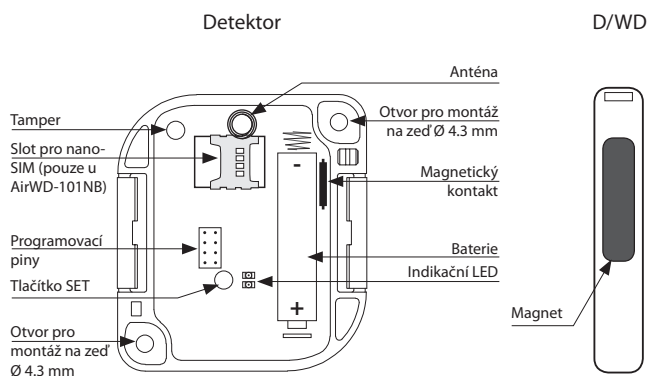 Detektor
D/WD
Anténa
Tamper
Otvor pro montáž
na zeď Ø 4.3 mm
Slot pro nano-
SIM (pouze u
AirWD-101NB)
-
Magnetický
kontakt
Programovací
piny
Baterie
Indikační LED
Tlačítko SET
+
Magnet
Otvor pro
montáž na zeď
Ø 4.3 mm